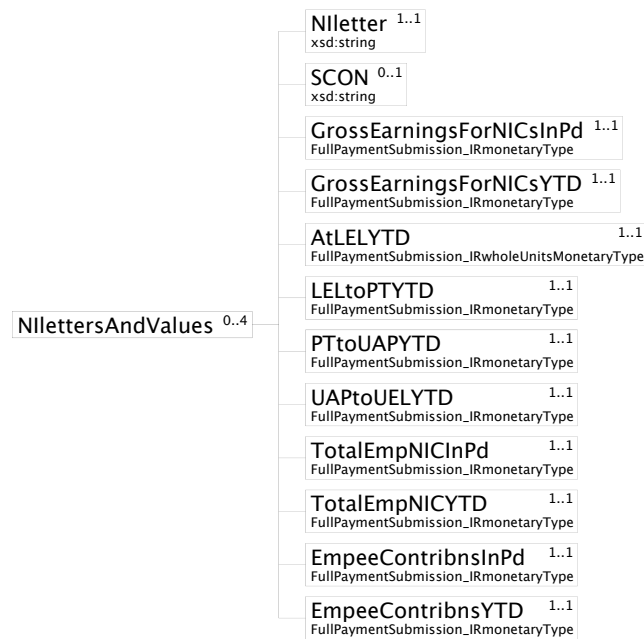 NIletter 1..1
xsd:string
SCON 0..1
xsd:string
GrossEarningsForNICsInPd 1..1
FullPaymentSubmission_IRmonetaryType
GrossEarningsForNICsYTD 1..1
FullPaymentSubmission_IRmonetaryType
AtLELYTD 1..1
FullPaymentSubmission_IRwholeUnitsMonetaryType
LELtoPTYTD 1..1
FullPaymentSubmission_IRmonetaryType
NIlettersAndValues 0..4
PTtoUAPYTD 1..1
FullPaymentSubmission_IRmonetaryType
UAPtoUELYTD 1..1
FullPaymentSubmission_IRmonetaryType
TotalEmpNICInPd 1..1
FullPaymentSubmission_IRmonetaryType
TotalEmpNICYTD 1..1
FullPaymentSubmission_IRmonetaryType
EmpeeContribnsInPd 1..1
FullPaymentSubmission_IRmonetaryType
EmpeeContribnsYTD 1..1
FullPaymentSubmission_IRmonetaryType